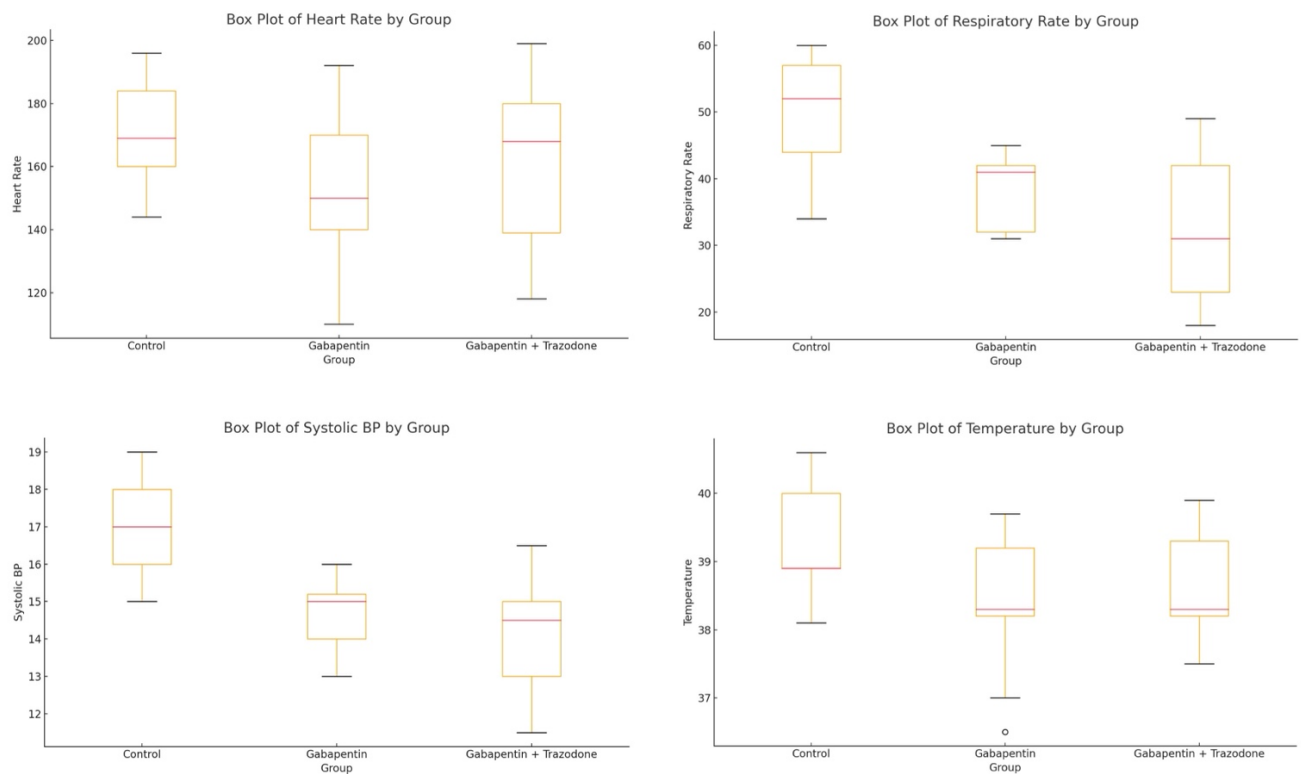 Box Plot of Heart Rate by Group
200
180
160
140
120
Heart Rate
Control
Gabapentin
Gabapentin + Trazodone
Group
Box Plot of Respiratory Rate by Group
60
50
40
30
20
Respiratory Rate
Control
Gabapentin
Gabapentin + Trazodone
Group
Box Plot of Systolic BP by Group
19
18
17
16
15
14
13
12
Systolic BP
Control
Gabapentin
Gabapentin + Trazodone
Group
Box Plot of Temperature by Group
40
39
38
37
Temperature
Control
Gabapentin
Gabapentin + Trazodone
Group